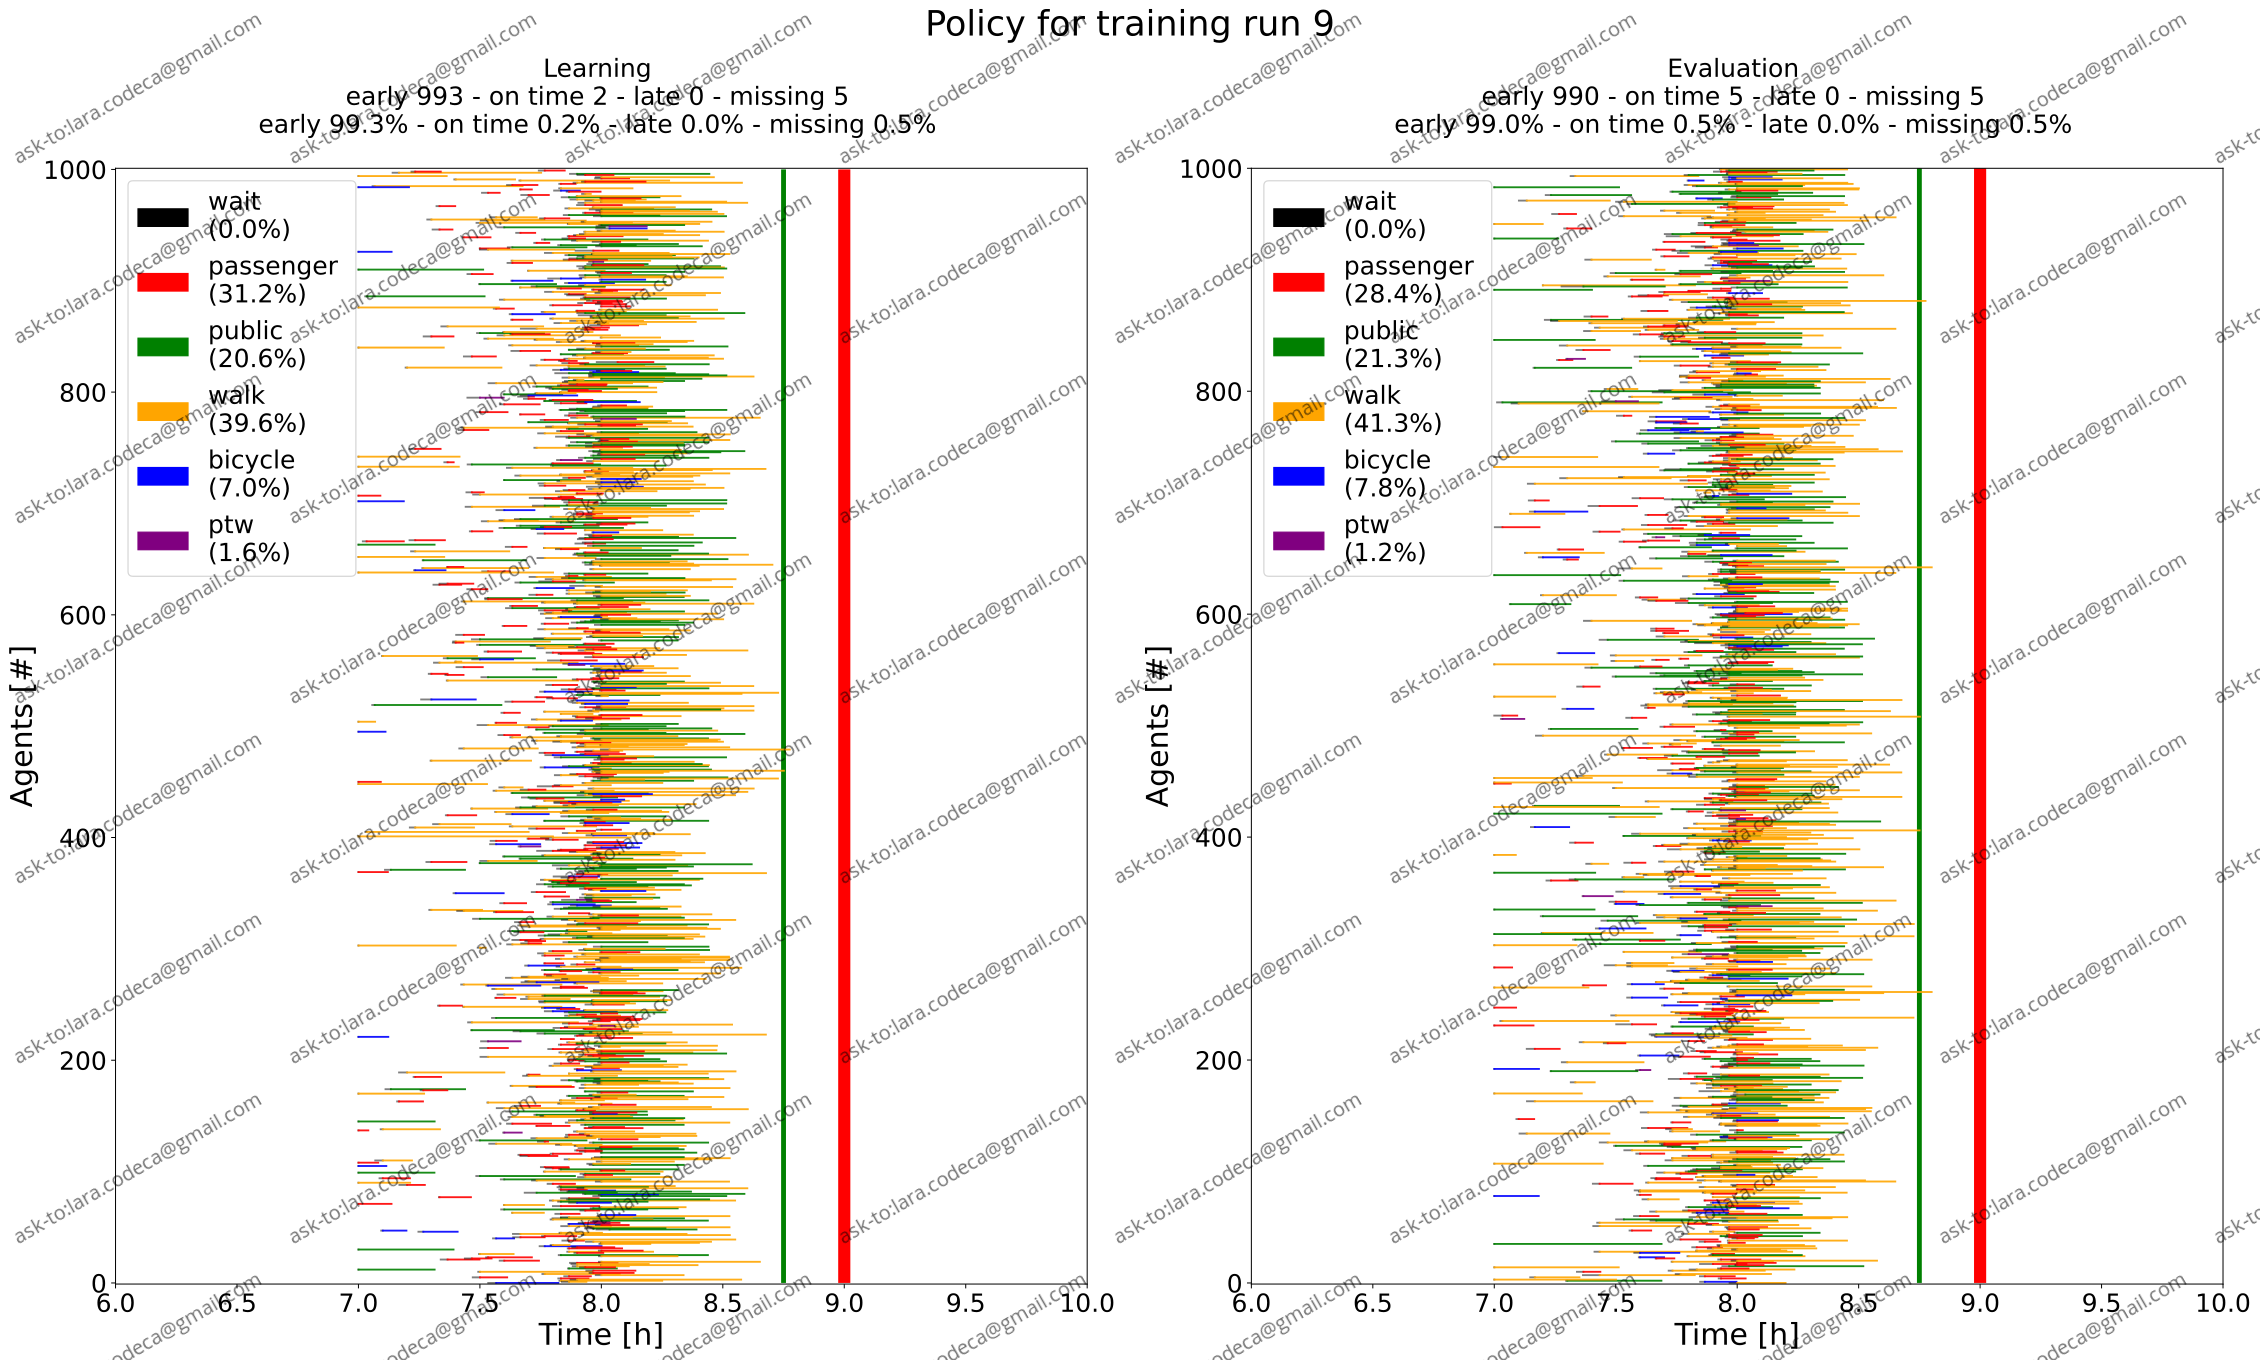 Policy for training run 9
Learning
early 993 - on time 2 - late 0 - missing 5
early 99.3% - on time 0.2% - late 0.0% - missing 0.5%
1000
800
600
400
200
0
Agents [#]
wait
(0.0%)
passenger
(31.2%)
public
(20.6%)
walk
(39.6%)
bicycle
(7.0%)
ptw
(1.6%)
6.0 6.5 7.0 7.5 8.0 8.5 9.0 9.5 10.0
Time [h]
Evaluation
early 990 - on time 5 - late 0 - missing 5
early 99.0% - on time 0.5% - late 0.0% - missing 0.5%
1000
800
600
400
200
0
Agents [#]
wait
(0.0%)
passenger
(28.4%)
public
(21.3%)
walk
(41.3%)
bicycle
(7.8%)
ptw
(1.2%)
6.0 6.5 7.0 7.5 8.0 8.5 9.0 9.5 10.0
Time [h]
ask-to:lara.codeca@gmail.com